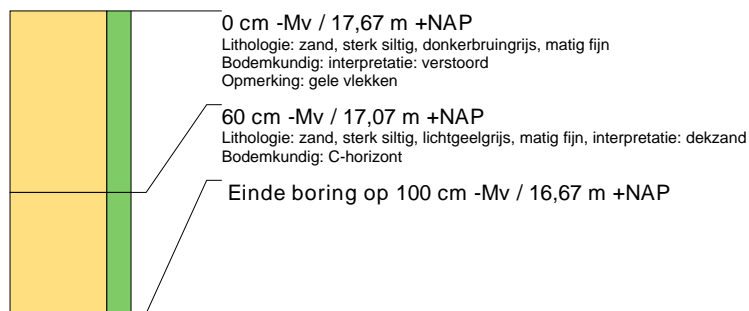 0 cm -Mv / 17,67 m +NAP
Lithologie: zand, sterk siltig, donkerbruingrijs, matig fijn
Bodemkundig: interpretatie: verstoord
Opmerking: gele vlekken
60 cm -Mv / 17,07 m +NAP
Lithologie: zand, sterk siltig, lichtgeelgrijs, matig fijn, interpretatie: dekzand
Bodemkundig: C-horizont
Einde boring op 100 cm -Mv / 16,67 m +NAP